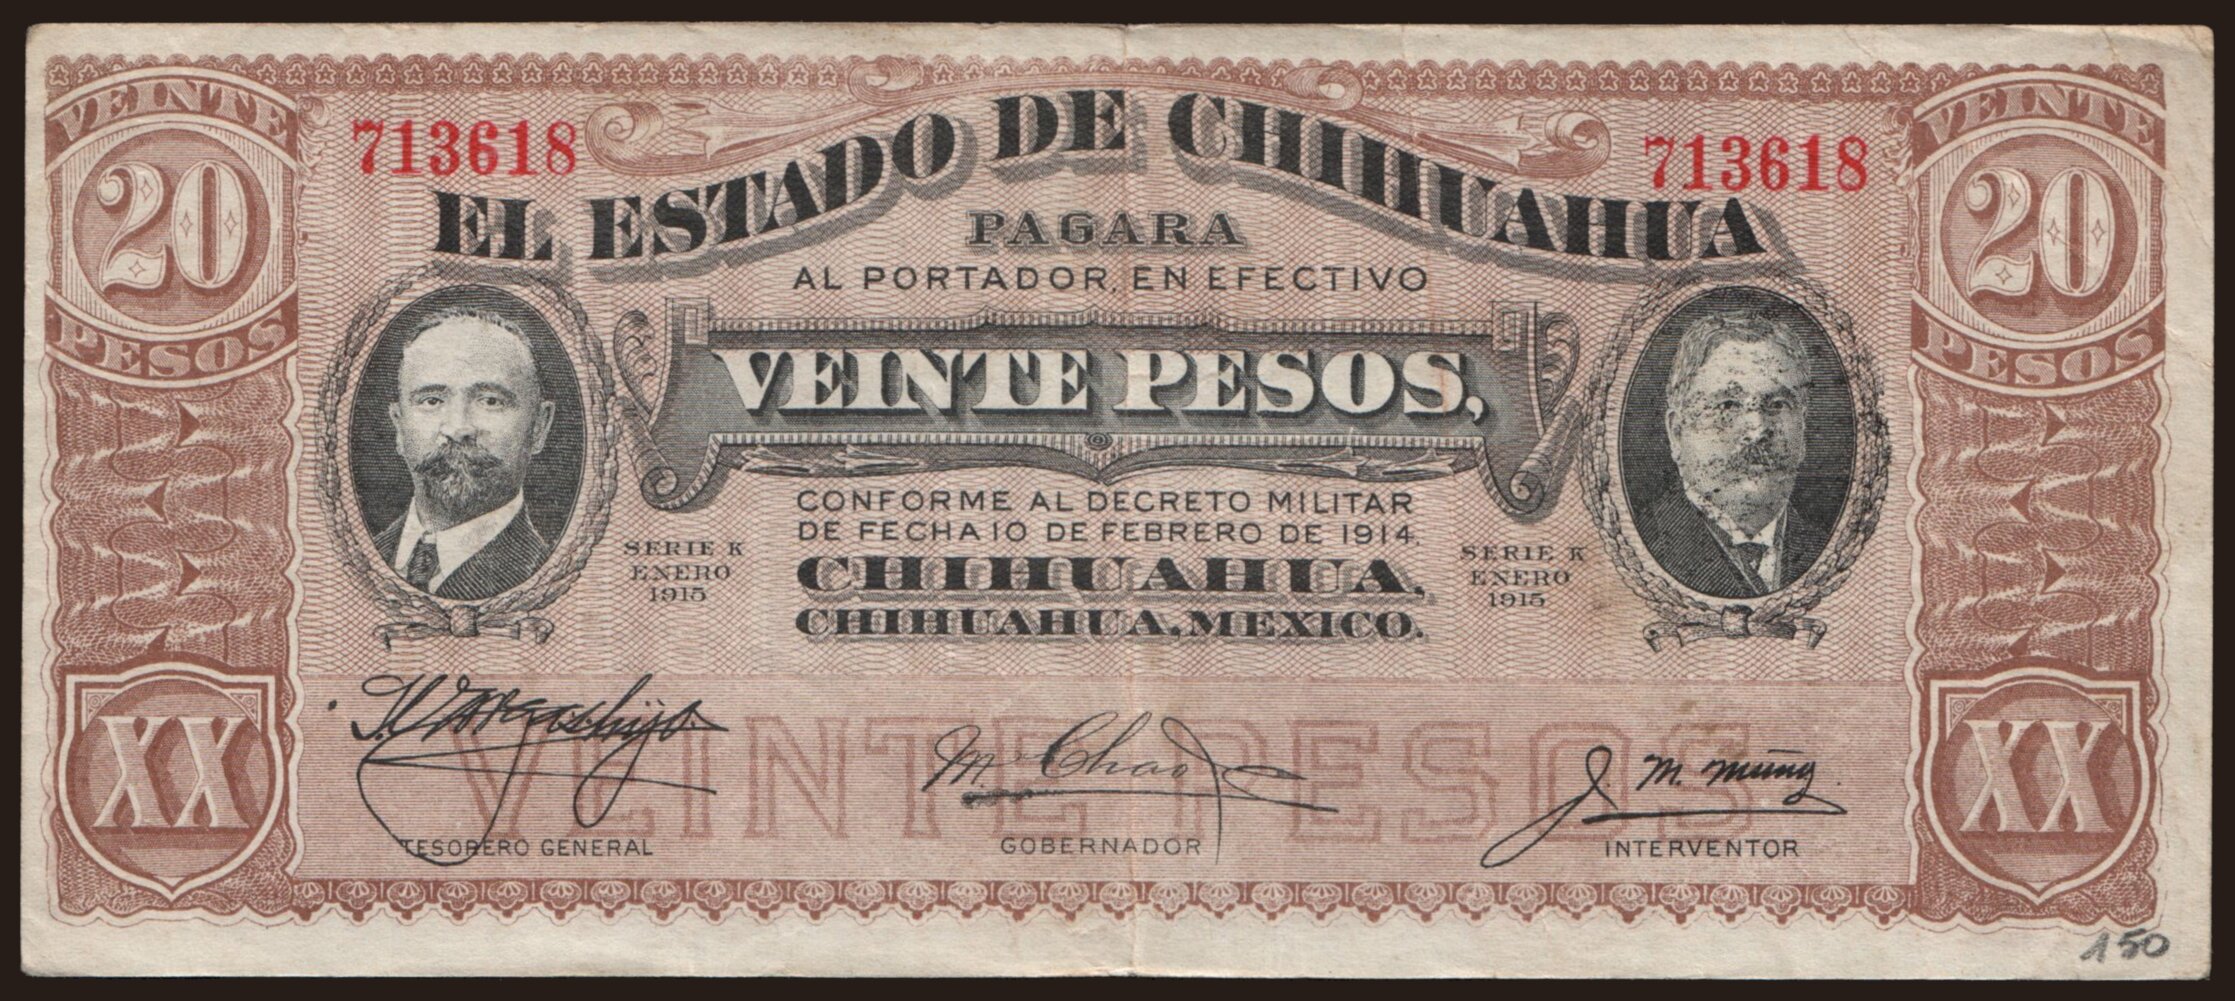 VEINTE
20
PESOS
713618
EL ESTADO DE CHIHUAHUA
713618
VEINTE
20
PESOS
PAGARA
AL PORTADOR, EN EFECTIVO
VEINTE PESOS,
CONFORME AL DECRETO MILITAR
DE FECHA 10 DE FEBRERO DE 1914.
CHIHUAHUA,
CHIHUAHUA, MEXICO.
SERIE K
ENERO
1915
SERIE K
ENERO
1915
XX
VEINTE PESOS
XX
M. Chao
TESORERO GENERAL
GOBERNADOR
INTERVENTOR
150